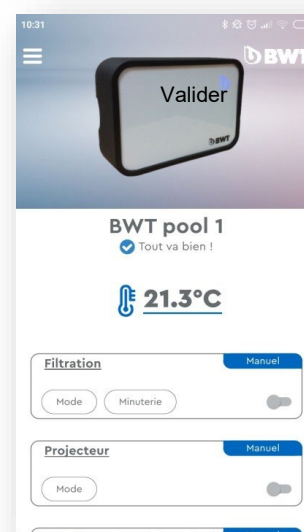 10:31
BWT
Valider
BWT
BWT pool 1
Tout va bien !
21.3°C
Filtration
Manuel
Mode
Minuterie
Projecteur
Manuel
Mode